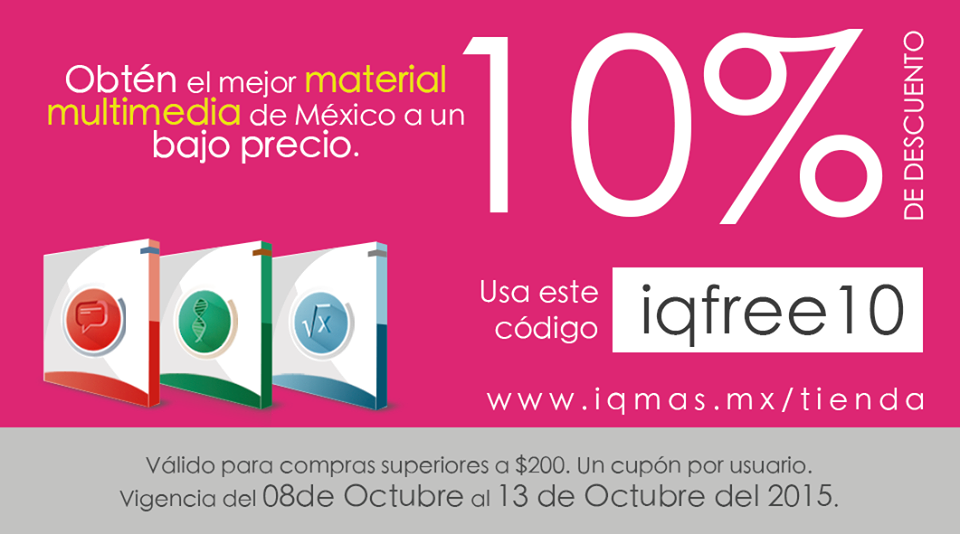 Obtén el mejor material
multimedia de México a un
bajo precio.
10%
DE DESCUENTO
√x
Usa este
código
iqfree10
www.iqmas.mx/tienda
Válido para compras superiores a $200. Un cupón por usuario.
Vigencia del 08de Octubre al 13 de Octubre del 2015.